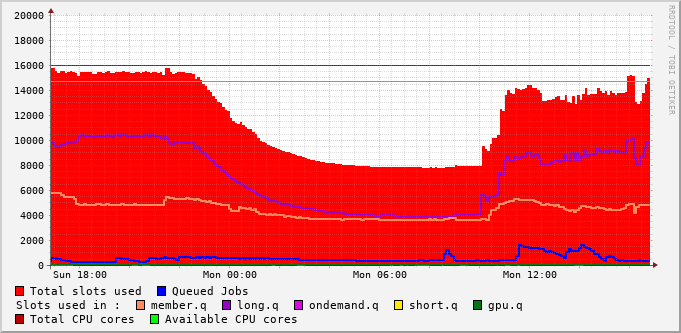 20000
18000
16000
14000
12000
10000
8000
6000
4000
2000
0
Sun 18:00 Mon 00:00 Mon 06:00 Mon 12:00
Total slots used Queued Jobs
Slots used in : member.q long.q ondemand.q short.q gpu.q
Total CPU cores Available CPU cores
RRDTOOL / TOBI OETIKER